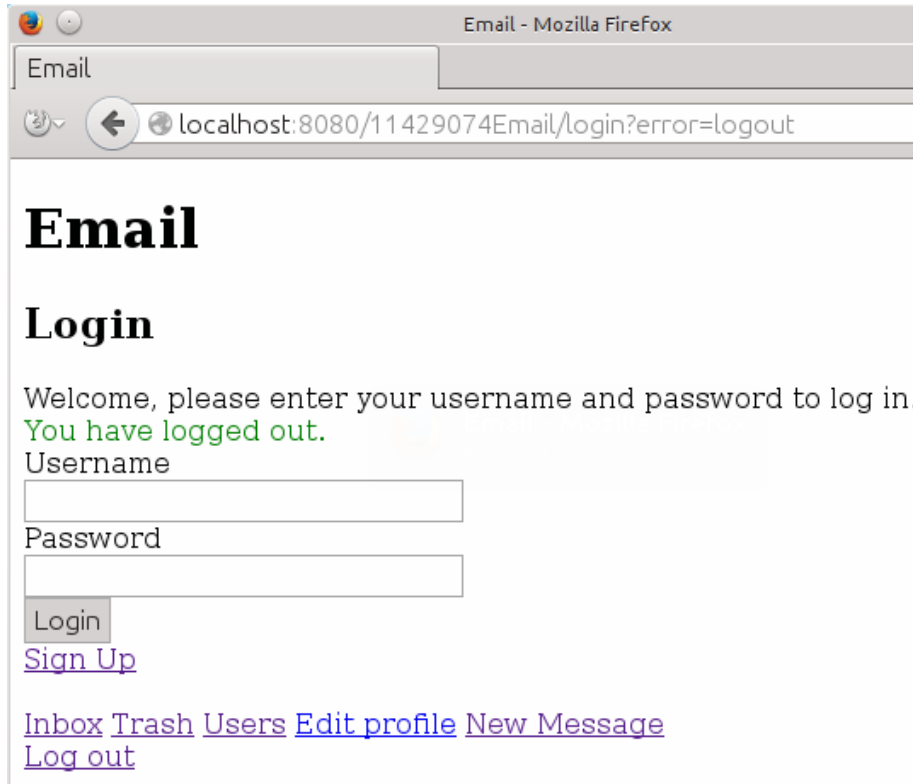 Email - Mozilla Firefox
Email
localhost:8080/11429074Email/login?error=logout
Email
Login
Welcome, please enter your username and password to log in.
You have logged out.
Username
Password
Login
Sign Up
Inbox Trash Users Edit profile New Message
Log out